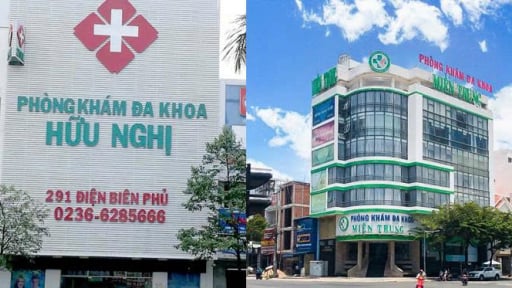 PHÒNG KHÁM ĐA KHOA
HỮU NGHỊ
291 ĐIỆN BIÊN PHỦ
0236-6285666
PHÒNG KHÁM ĐA KHOA
MIỀN TRUNG
PHÒNG KHÁM ĐA KHOA
MIỀN TRUNG